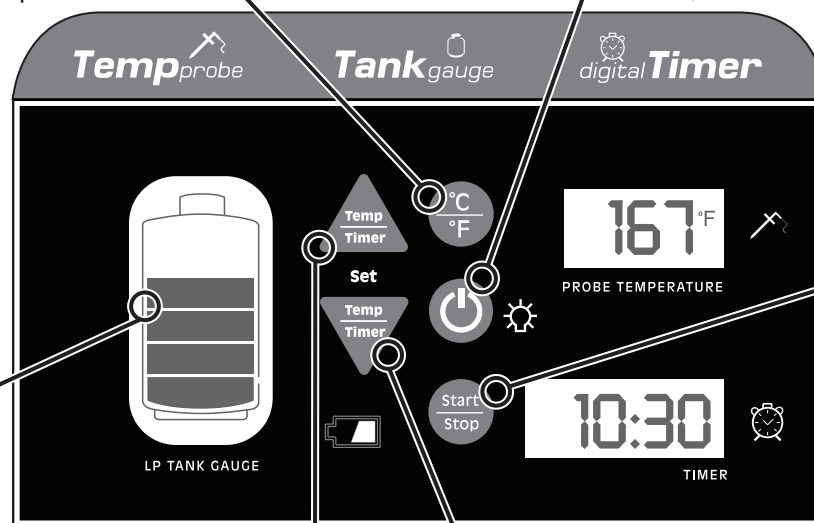 Temp probe
Tank gauge
digital Timer
Temp
Timer
Set
Temp
Timer
°C
°F
Start
Stop
LP TANK GAUGE
167°F
PROBE TEMPERATURE
10:30
TIMER